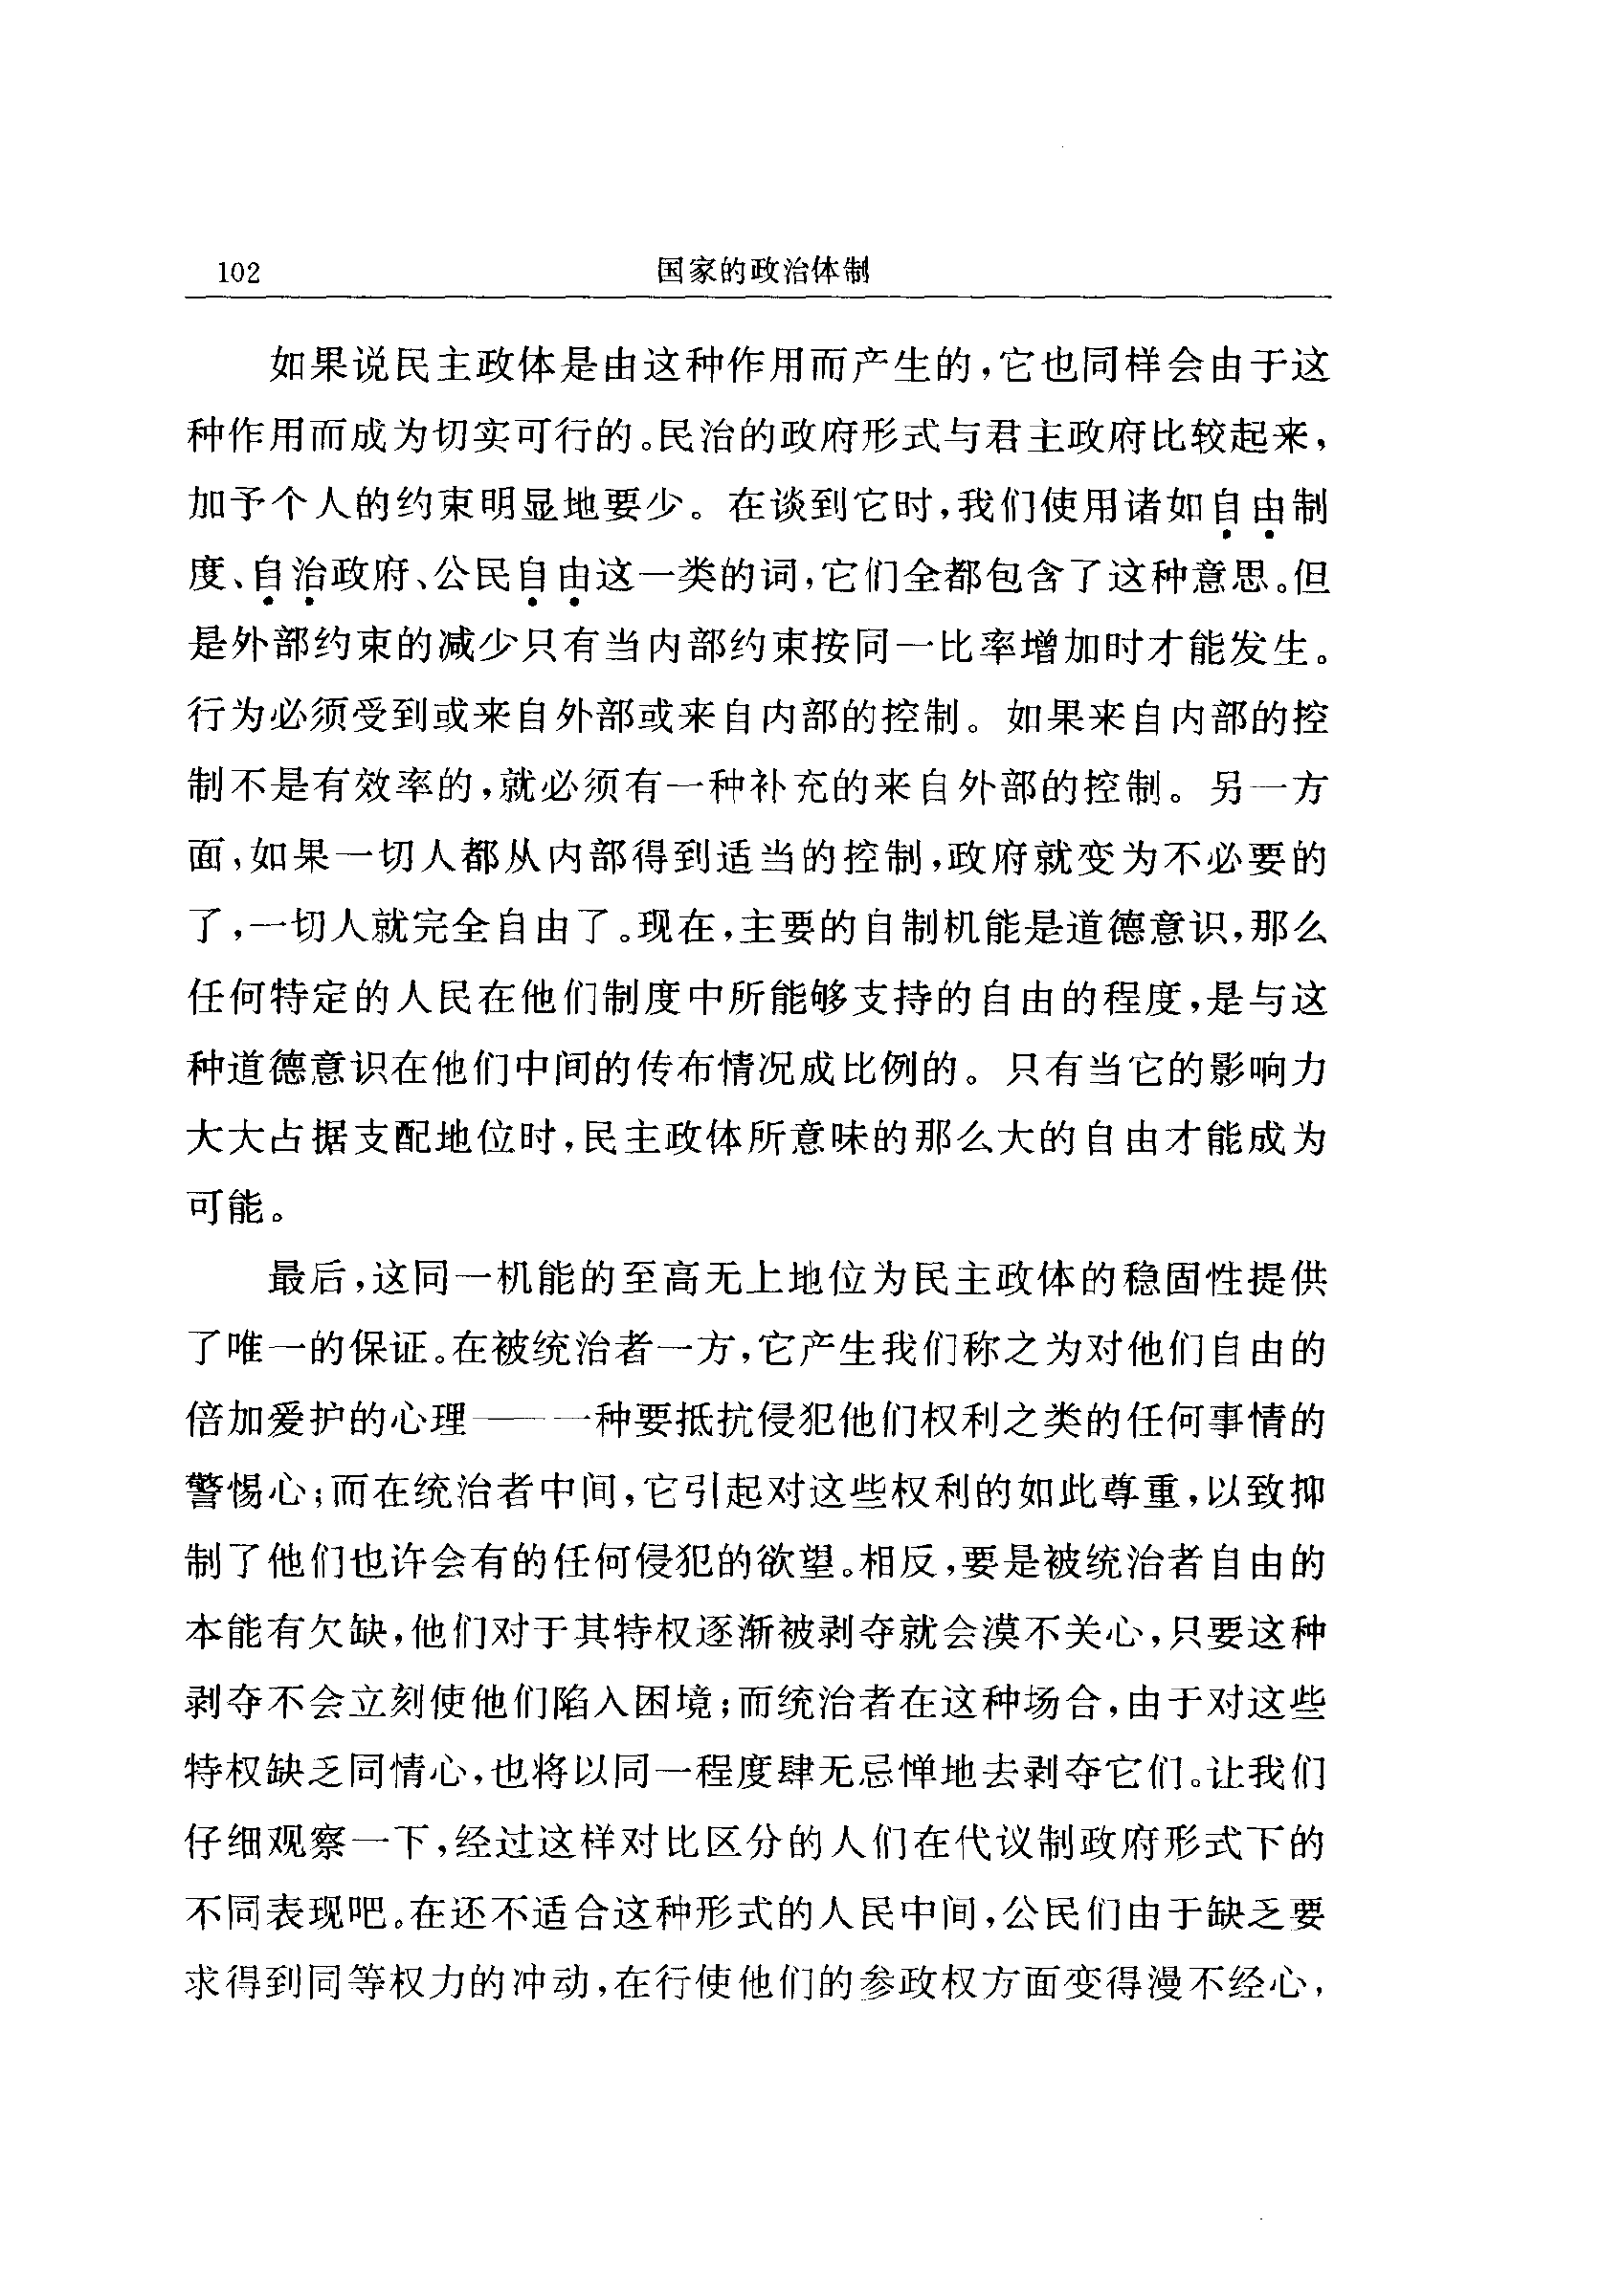 102 国家的政治体制
如果说民主政体是由这种作用而产生的，它也同样会由于这
种作用而成为切实可行的。民治的政府形式与君主政府比较起来，
加予个人的约束明显地要少。在谈到它时，我们使用诸如自由制
度、自治政府、公民自由这一类的词，它们全都包含了这种意思。但
是外部约束的减少只有当内部约束按同一比率增加时才能发生。
行为必须受到或来自外部或来自内部的控制。如果来自内部的控
制不是有效率的，就必须有一种补充的来自外部的控制。另一方
面，如果一切人都从内部得到适当的控制，政府就变为不必要的
了，一切人就完全自由了。现在，主要的自制机能是道德意识，那么
任何特定的人民在他们制度中所能够支持的自由的程度，是与这
种道德意识在他们中间的传布情况成比例的。只有当它的影响力
大大占据支配地位时，民主政体所意味的那么大的自由才能成为
可能。
最后，这同一机能的至高无上地位为民主政体的稳固性提供
了唯一的保证。在被统治者一方，它产生我们称之为对他们自由的
倍加爱护的心理——一种要抵抗侵犯他们权利之类的任何事情的
警惕心；而在统治者中间，它引起对这些权利的如此尊重，以致抑
制了他们也许会有的任何侵犯的欲望。相反，要是被统治者自由的
本能有欠缺，他们对于其特权逐渐被剥夺就会漠不关心，只要这种
剥夺不会立刻使他们陷入困境；而统治者在这种场合，由于对这些
特权缺乏同情心，也将以同一程度肆无忌惮地去剥夺它们。让我们
仔细观察一下，经过这样对比区分的人们在代议制政府形式下的
不同表现吧。在还不适合这种形式的人民中间，公民们由于缺乏要
求得到同等权力的冲动，在行使他们的参政权方面变得漫不经心，